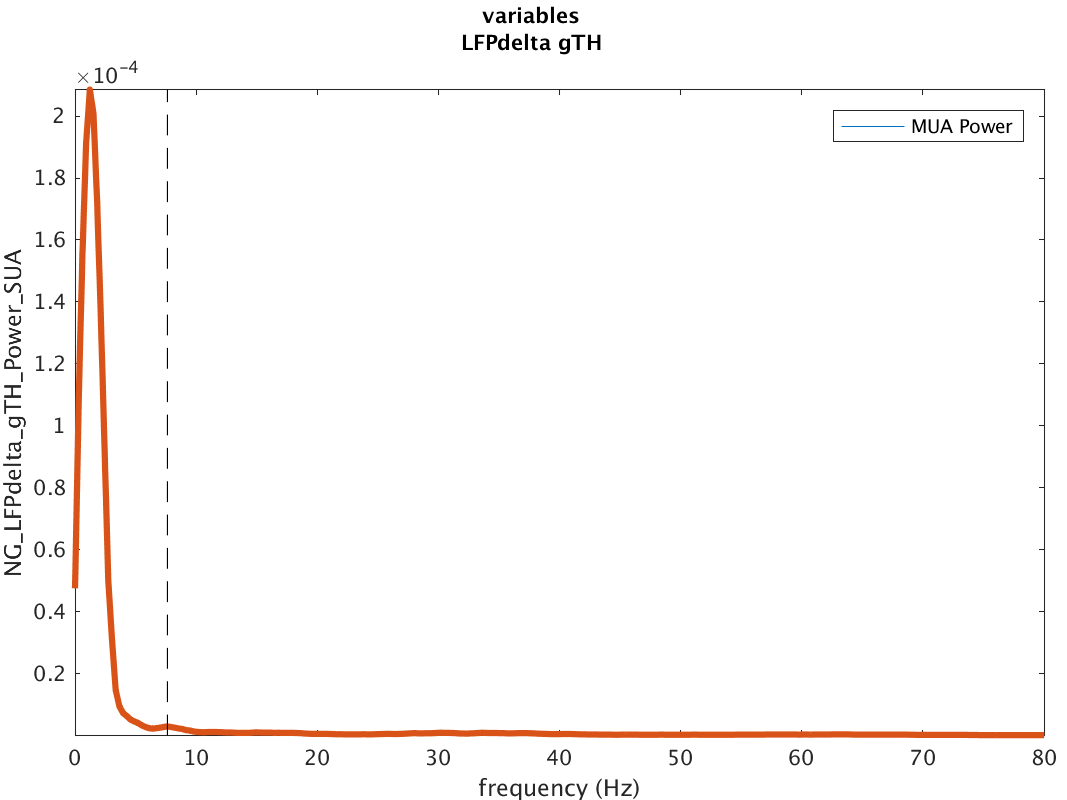 variables
LFPdelta gTH
×10⁻⁴
2
1.8
1.6
1.4
1.2
1
0.8
0.6
0.4
0.2
NG_LFPdelta_gTH_Power_SUA
MUA Power
0 10 20 30 40 50 60 70 80
frequency (Hz)